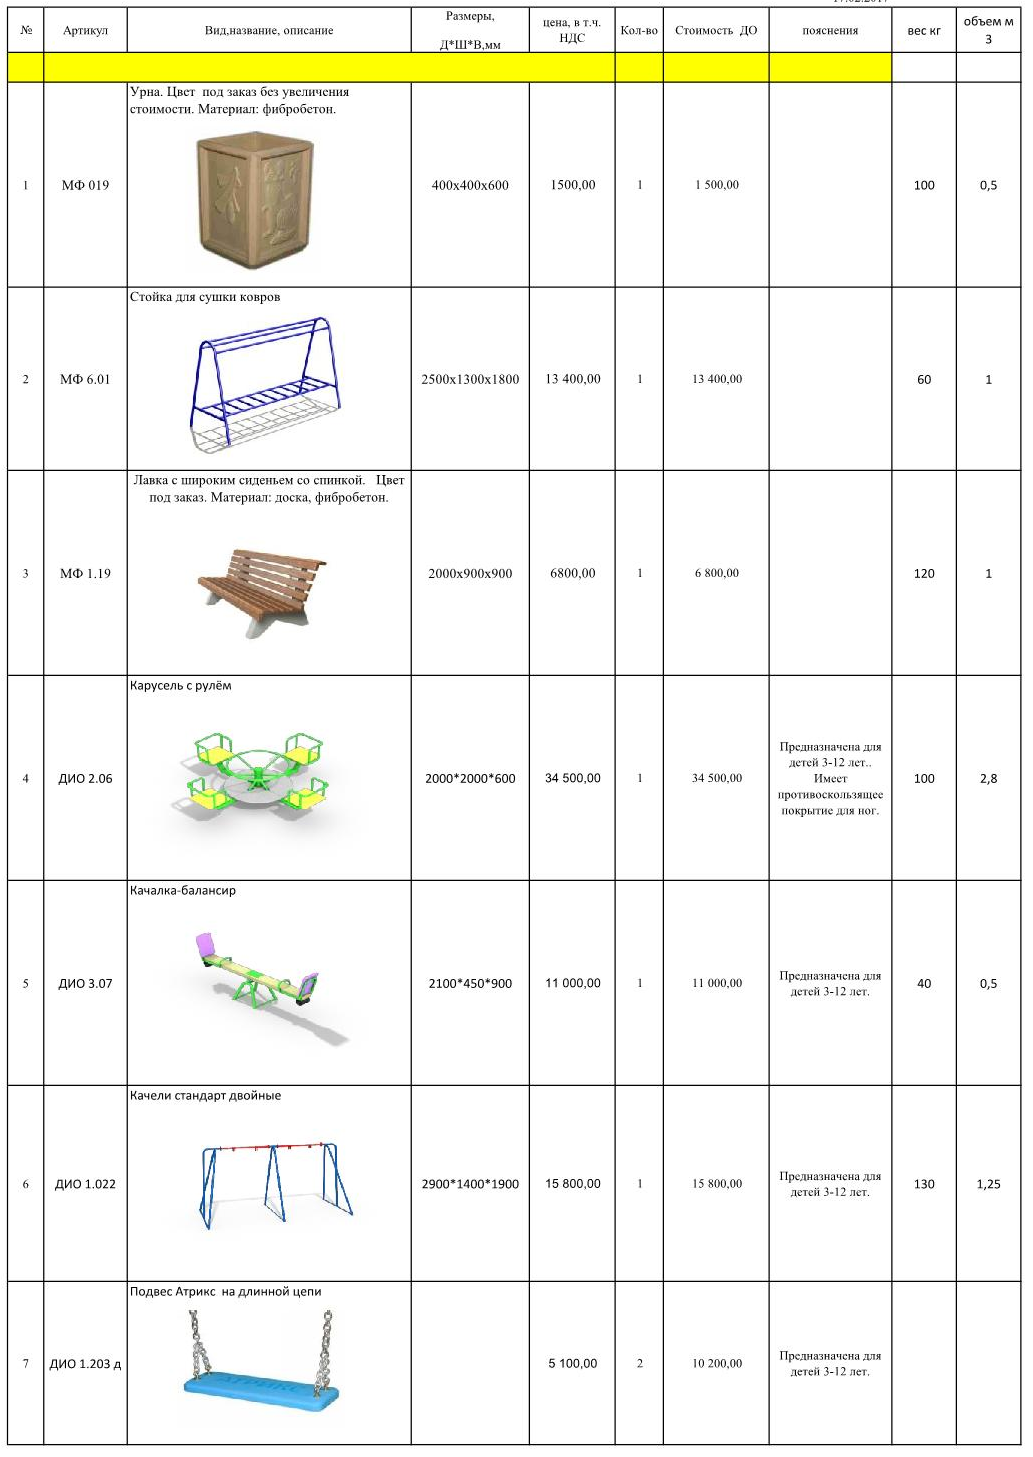 №
Артикул
Вид,название, описание
Размеры,
Д*Ш*В,мм
цена, в т.ч.
НДС
Кол-во
Стоимость ДО
пояснения
вес кг
объем м
3
Урна. Цвет под заказ без увеличения
стоимости. Материал: фибробетон.
1
МФ 019
400х400х600
1500,00
1
1 500,00
100
0,5
Стойка для сушки ковров
2
МФ 6.01
2500х1300х1800
13 400,00
1
13 400,00
60
1
Лавка с широким сиденьем со спинкой. Цвет
под заказ. Материал: доска, фибробетон.
3
МФ 1.19
2000х900х900
6800,00
1
6 800,00
120
1
Карусель с рулём
4
ДИО 2.06
2000*2000*600
34 500,00
1
34 500,00
Предназначена для
детей 3-12 лет..
Имеет
противоскользящее
покрытие для ног.
100
2,8
Качалка-балансир
5
ДИО 3.07
2100*450*900
11 000,00
1
11 000,00
Предназначена для
детей 3-12 лет.
40
0,5
Качели стандарт двойные
6
ДИО 1.022
2900*1400*1900
15 800,00
1
15 800,00
Предназначена для
детей 3-12 лет.
130
1,25
Подвес Атрикс на длинной цепи
7
ДИО 1.203 д
5 100,00
2
10 200,00
Предназначена для
детей 3-12 лет.